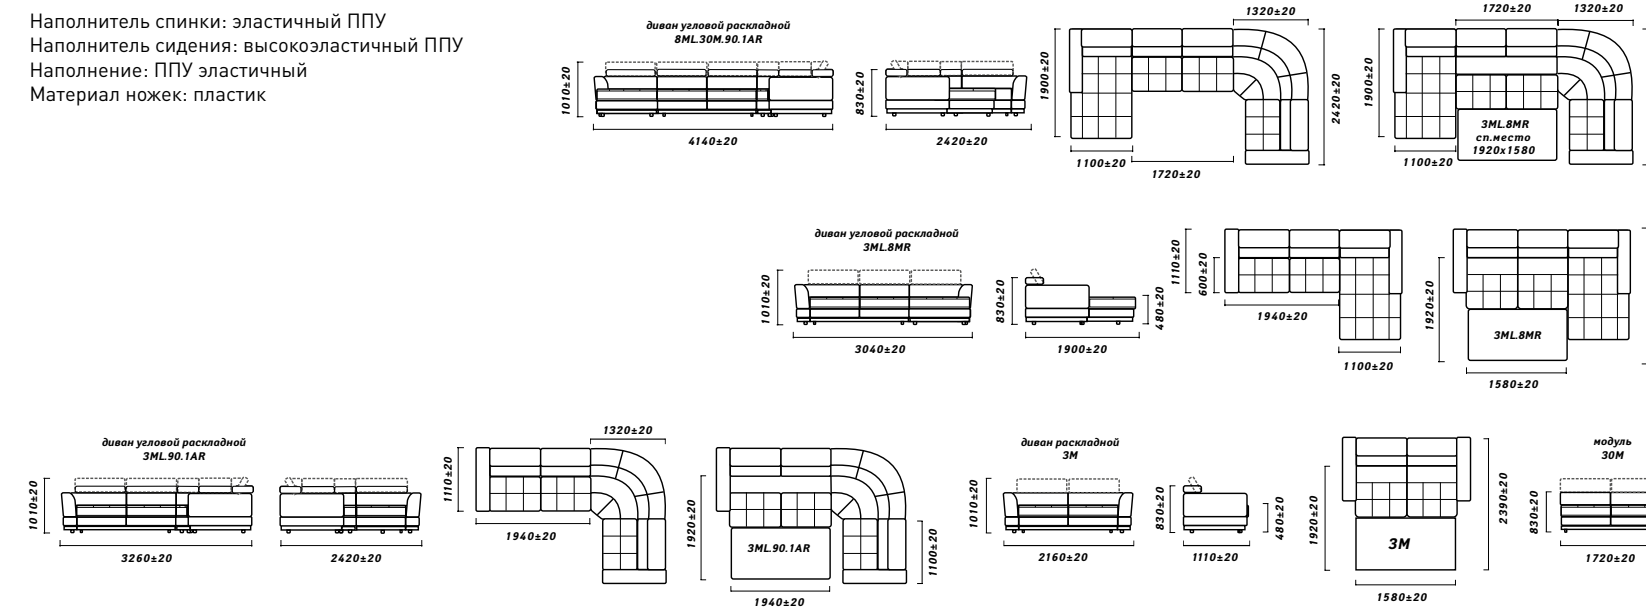 Наполнитель спинки: эластичный ППУ
Наполнитель сидения: высокоэластичный ППУ
Наполнение: ППУ эластичный
Материал ножек: пластик
диван угловой раскладной
8ML.30M.90.1AR
1010±20
4140±20
830±20
2420±20
1900±20
1320±20
2420±20
1100±20
1720±20
1720±20
1320±20
1900±20
3ML.8MR
сп.место
1920x1580
1100±20
диван угловой раскладной
3ML.8MR
1010±20
3040±20
830±20
480±20
1900±20
1110±20
600±20
1940±20
1100±20
1920±20
3ML.8MR
1580±20
диван угловой раскладной
3ML.90.1AR
1010±20
3260±20
2420±20
1320±20
1110±20
1940±20
1920±20
3ML.90.1AR
1100±20
1940±20
диван раскладной
3М
1010±20
2160±20
830±20
480±20
1110±20
1920±20
3М
2390±20
1580±20
модуль
30М
830±20
1720±20